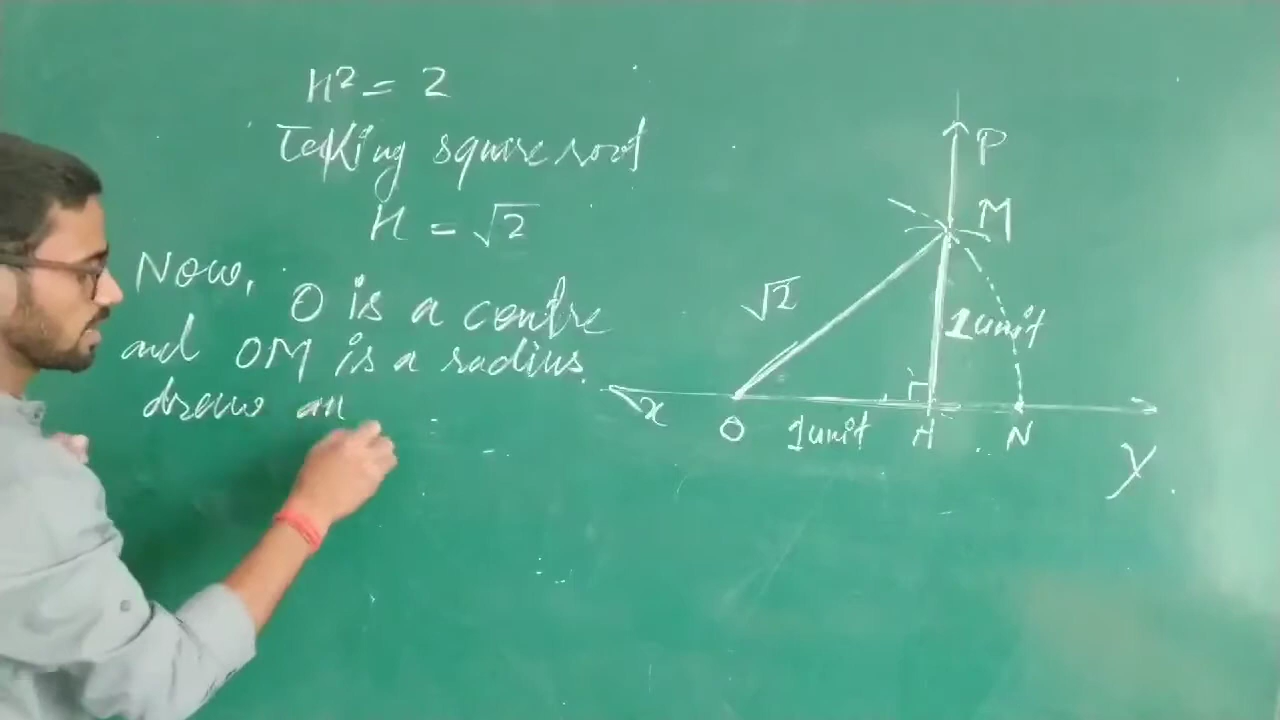 H² = 2
Taking square root
H = √2
Now, O is a centre
and OM is a radius.
draw an
P
M
√2
1 unit
x O 1 unit A N
Y